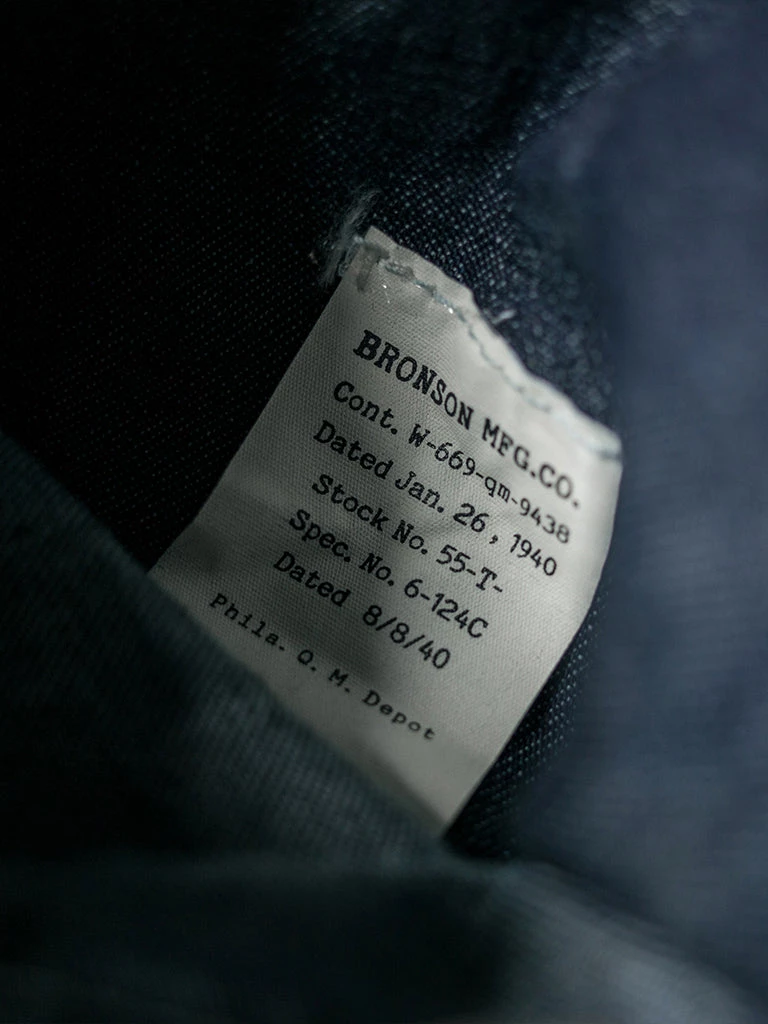 BRONSON MFG.CO.
Cont. W-669-qm-9438
Dated Jan. 26, 1940
Stock No. 55-T-
Spec. No. 6-124C
Dated 8/8/40
Phila. Q. M. Depot